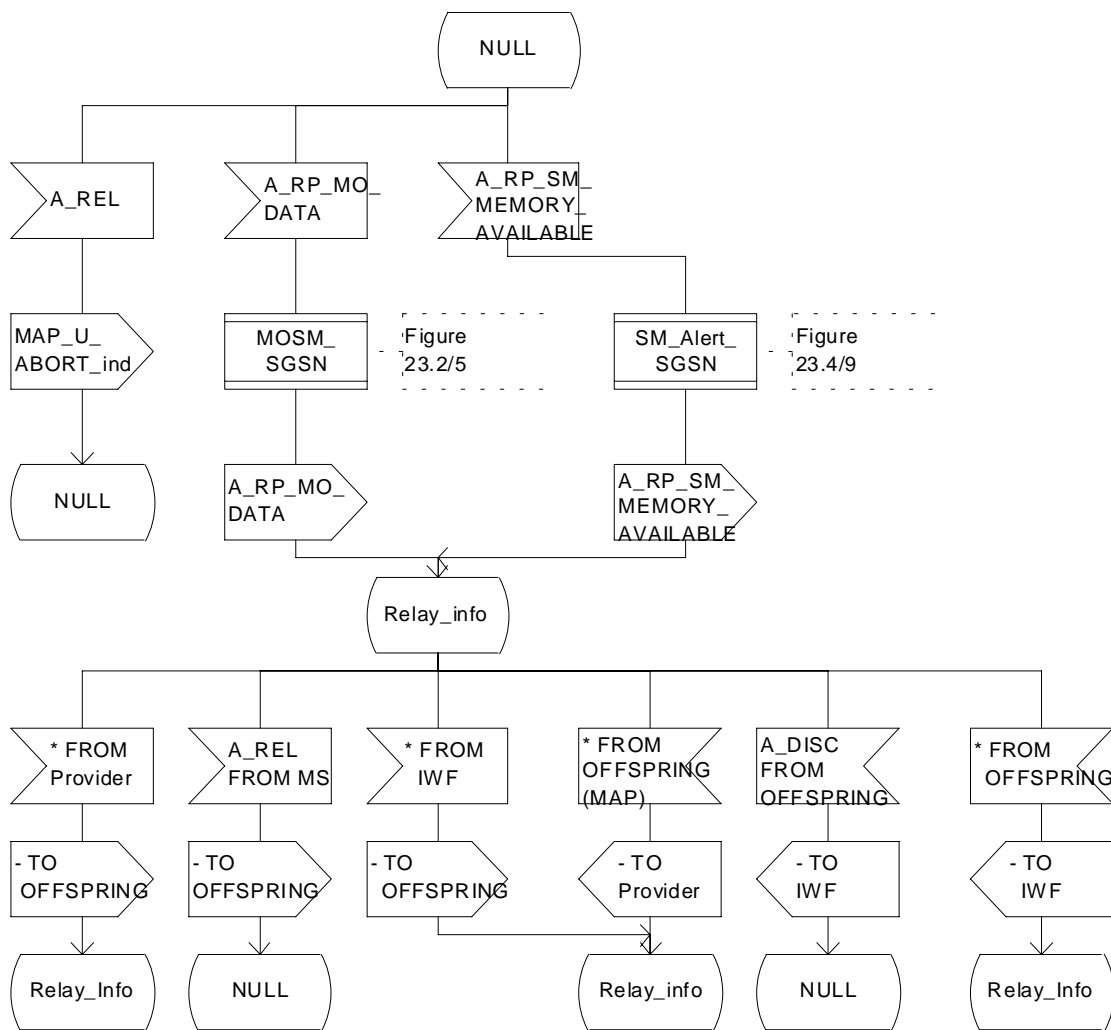 NULL
A_REL
A_RP_MO_
DATA
A_RP_SM_
MEMORY_
AVAILABLE
MAP_U_
ABORT_ind
MOSM_
SGSN
Figure
23.2/5
SM_Alert_
SGSN
Figure
23.4/9
NULL
A_RP_MO_
DATA
A_RP_SM_
MEMORY_
AVAILABLE
Relay_info
* FROM
Provider
A_REL
FROM MS
* FROM
IWF
* FROM
OFFSPRING
(MAP)
A_DISC
FROM
OFFSPRING
* FROM
OFFSPRING
- TO
OFFSPRING
- TO
OFFSPRING
- TO
OFFSPRING
- TO
Provider
- TO
IWF
- TO
IWF
Relay_Info
NULL
Relay_info
NULL
Relay_Info